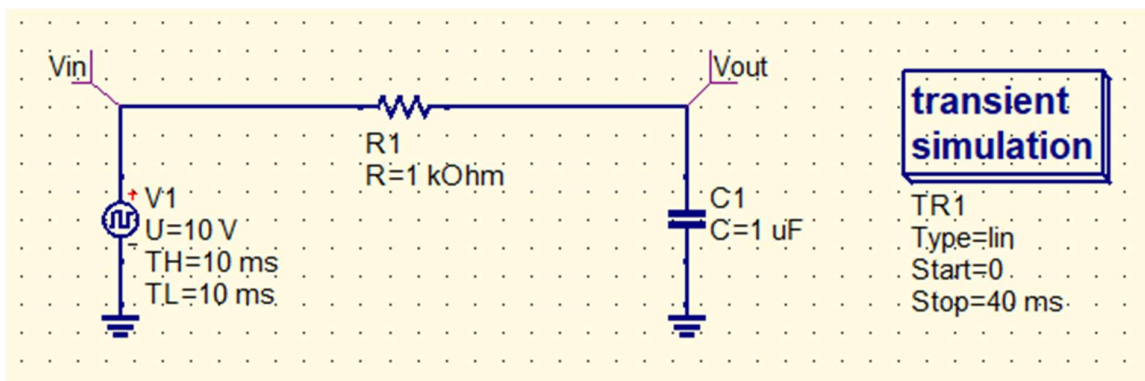 Vin
Vout
R1
R=1 kOhm
V1
U=10 V
TH=10 ms
TL=10 ms
C1
C=1 uF
transient
simulation
TR1
Type=lin
Start=0
Stop=40 ms